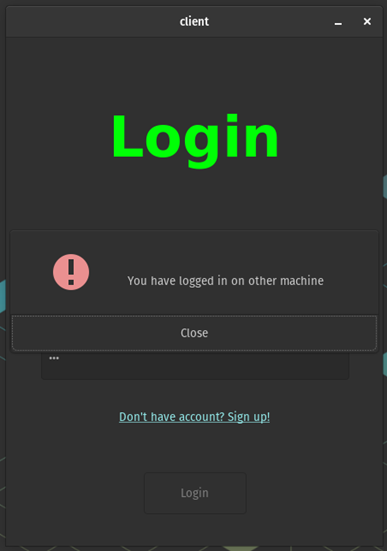 client
Login
You have logged in on other machine
Close
•••
Don't have account? Sign up!
Login